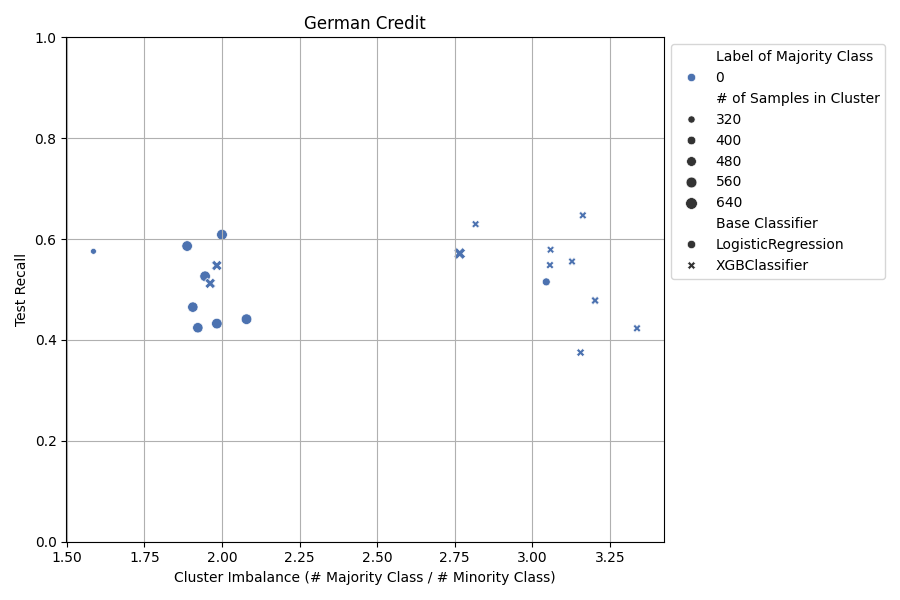 German Credit
1.0
0.8
0.6
0.4
0.2
0.0
Test Recall
1.50 1.75 2.00 2.25 2.50 2.75 3.00 3.25
Cluster Imbalance (# Majority Class / # Minority Class)
Label of Majority Class
0
# of Samples in Cluster
320
400
480
560
640
Base Classifier
LogisticRegression
XGBClassifier